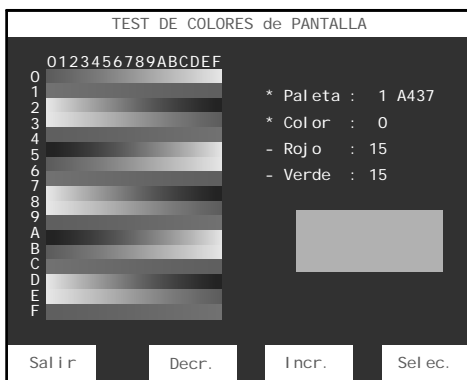 TEST DE COLORES de PANTALLA
0123456789ABCDEF
0
1
2
3
4
5
6
7
8
9
A
B
C
D
E
F
* Paleta : 1 A437
* Color : 0
- Rojo : 15
- Verde : 15
Salir Decr. Incr. Selec.